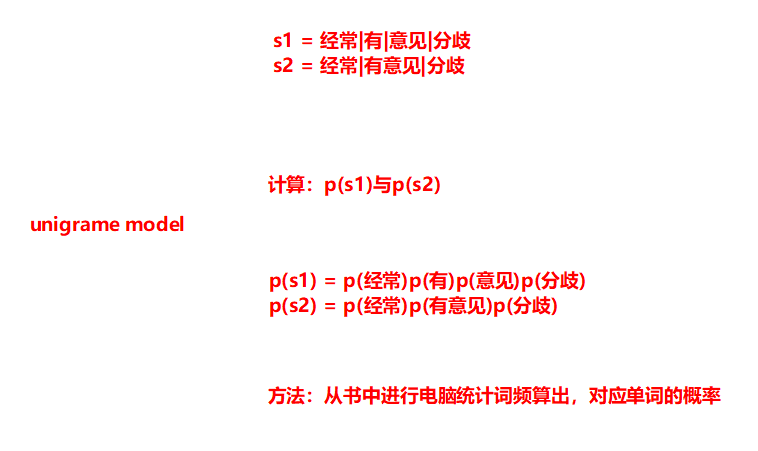 s1 = 经常|有|意见|分歧
s2 = 经常|有意见|分歧
计算：p(s1)与p(s2)
unigrame model
p(s1) = p(经常)p(有)p(意见)p(分歧)
p(s2) = p(经常)p(有意见)p(分歧)
方法：从书中进行电脑统计词频算出，对应单词的概率